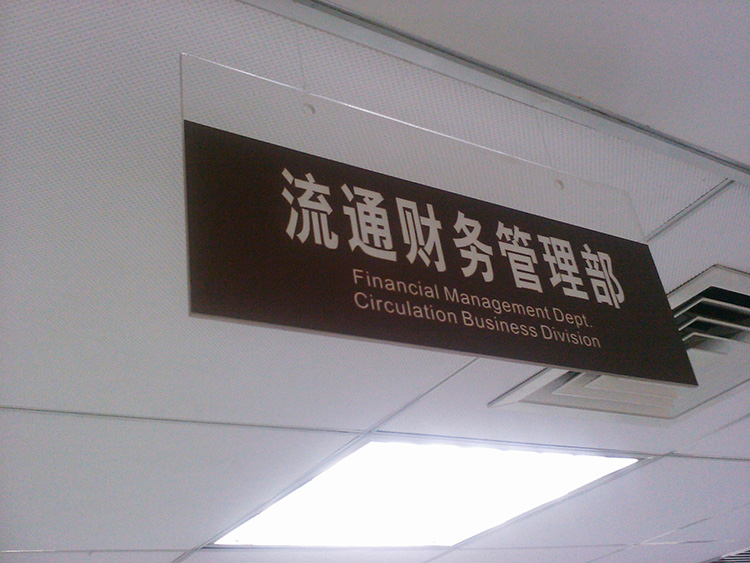 流通财务管理部
Financial Management Dept.
Circulation Business Division